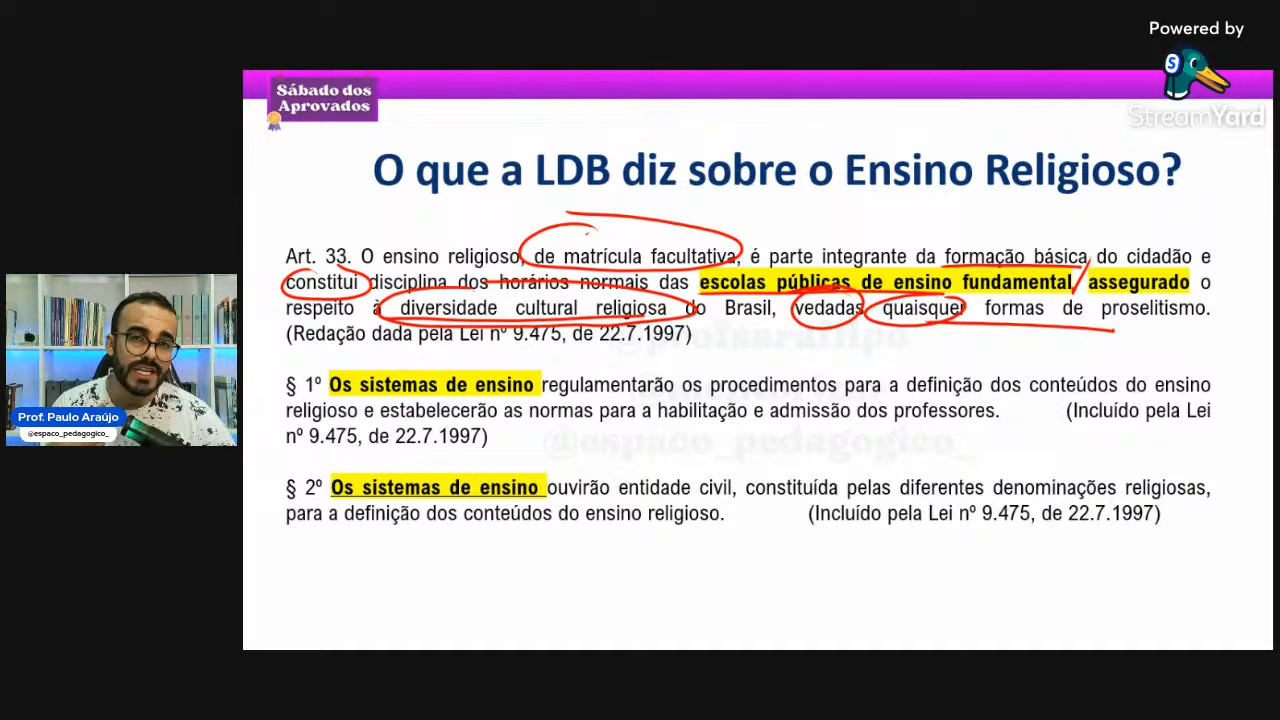 Powered by
StreamYard
Sábado dos
Aprovados
O que a LDB diz sobre o Ensino Religioso?
Art. 33. O ensino religioso, de matrícula facultativa, é parte integrante da formação básica do cidadão e
constitui disciplina dos horários normais das escolas públicas de ensino fundamental, assegurado o
respeito à diversidade cultural religiosa do Brasil, vedadas quaisquer formas de proselitismo.
(Redação dada pela Lei nº 9.475, de 22.7.1997)
§ 1º Os sistemas de ensino regulamentarão os procedimentos para a definição dos conteúdos do ensino
religioso e estabelecerão as normas para a habilitação e admissão dos professores. (Incluído pela Lei
nº 9.475, de 22.7.1997)
@espaco_pedagogico_
§ 2º Os sistemas de ensino ouvirão entidade civil, constituída pelas diferentes denominações religiosas,
para a definição dos conteúdos do ensino religioso. (Incluído pela Lei nº 9.475, de 22.7.1997)
Prof. Paulo Araújo
@espaco_pedagogico_